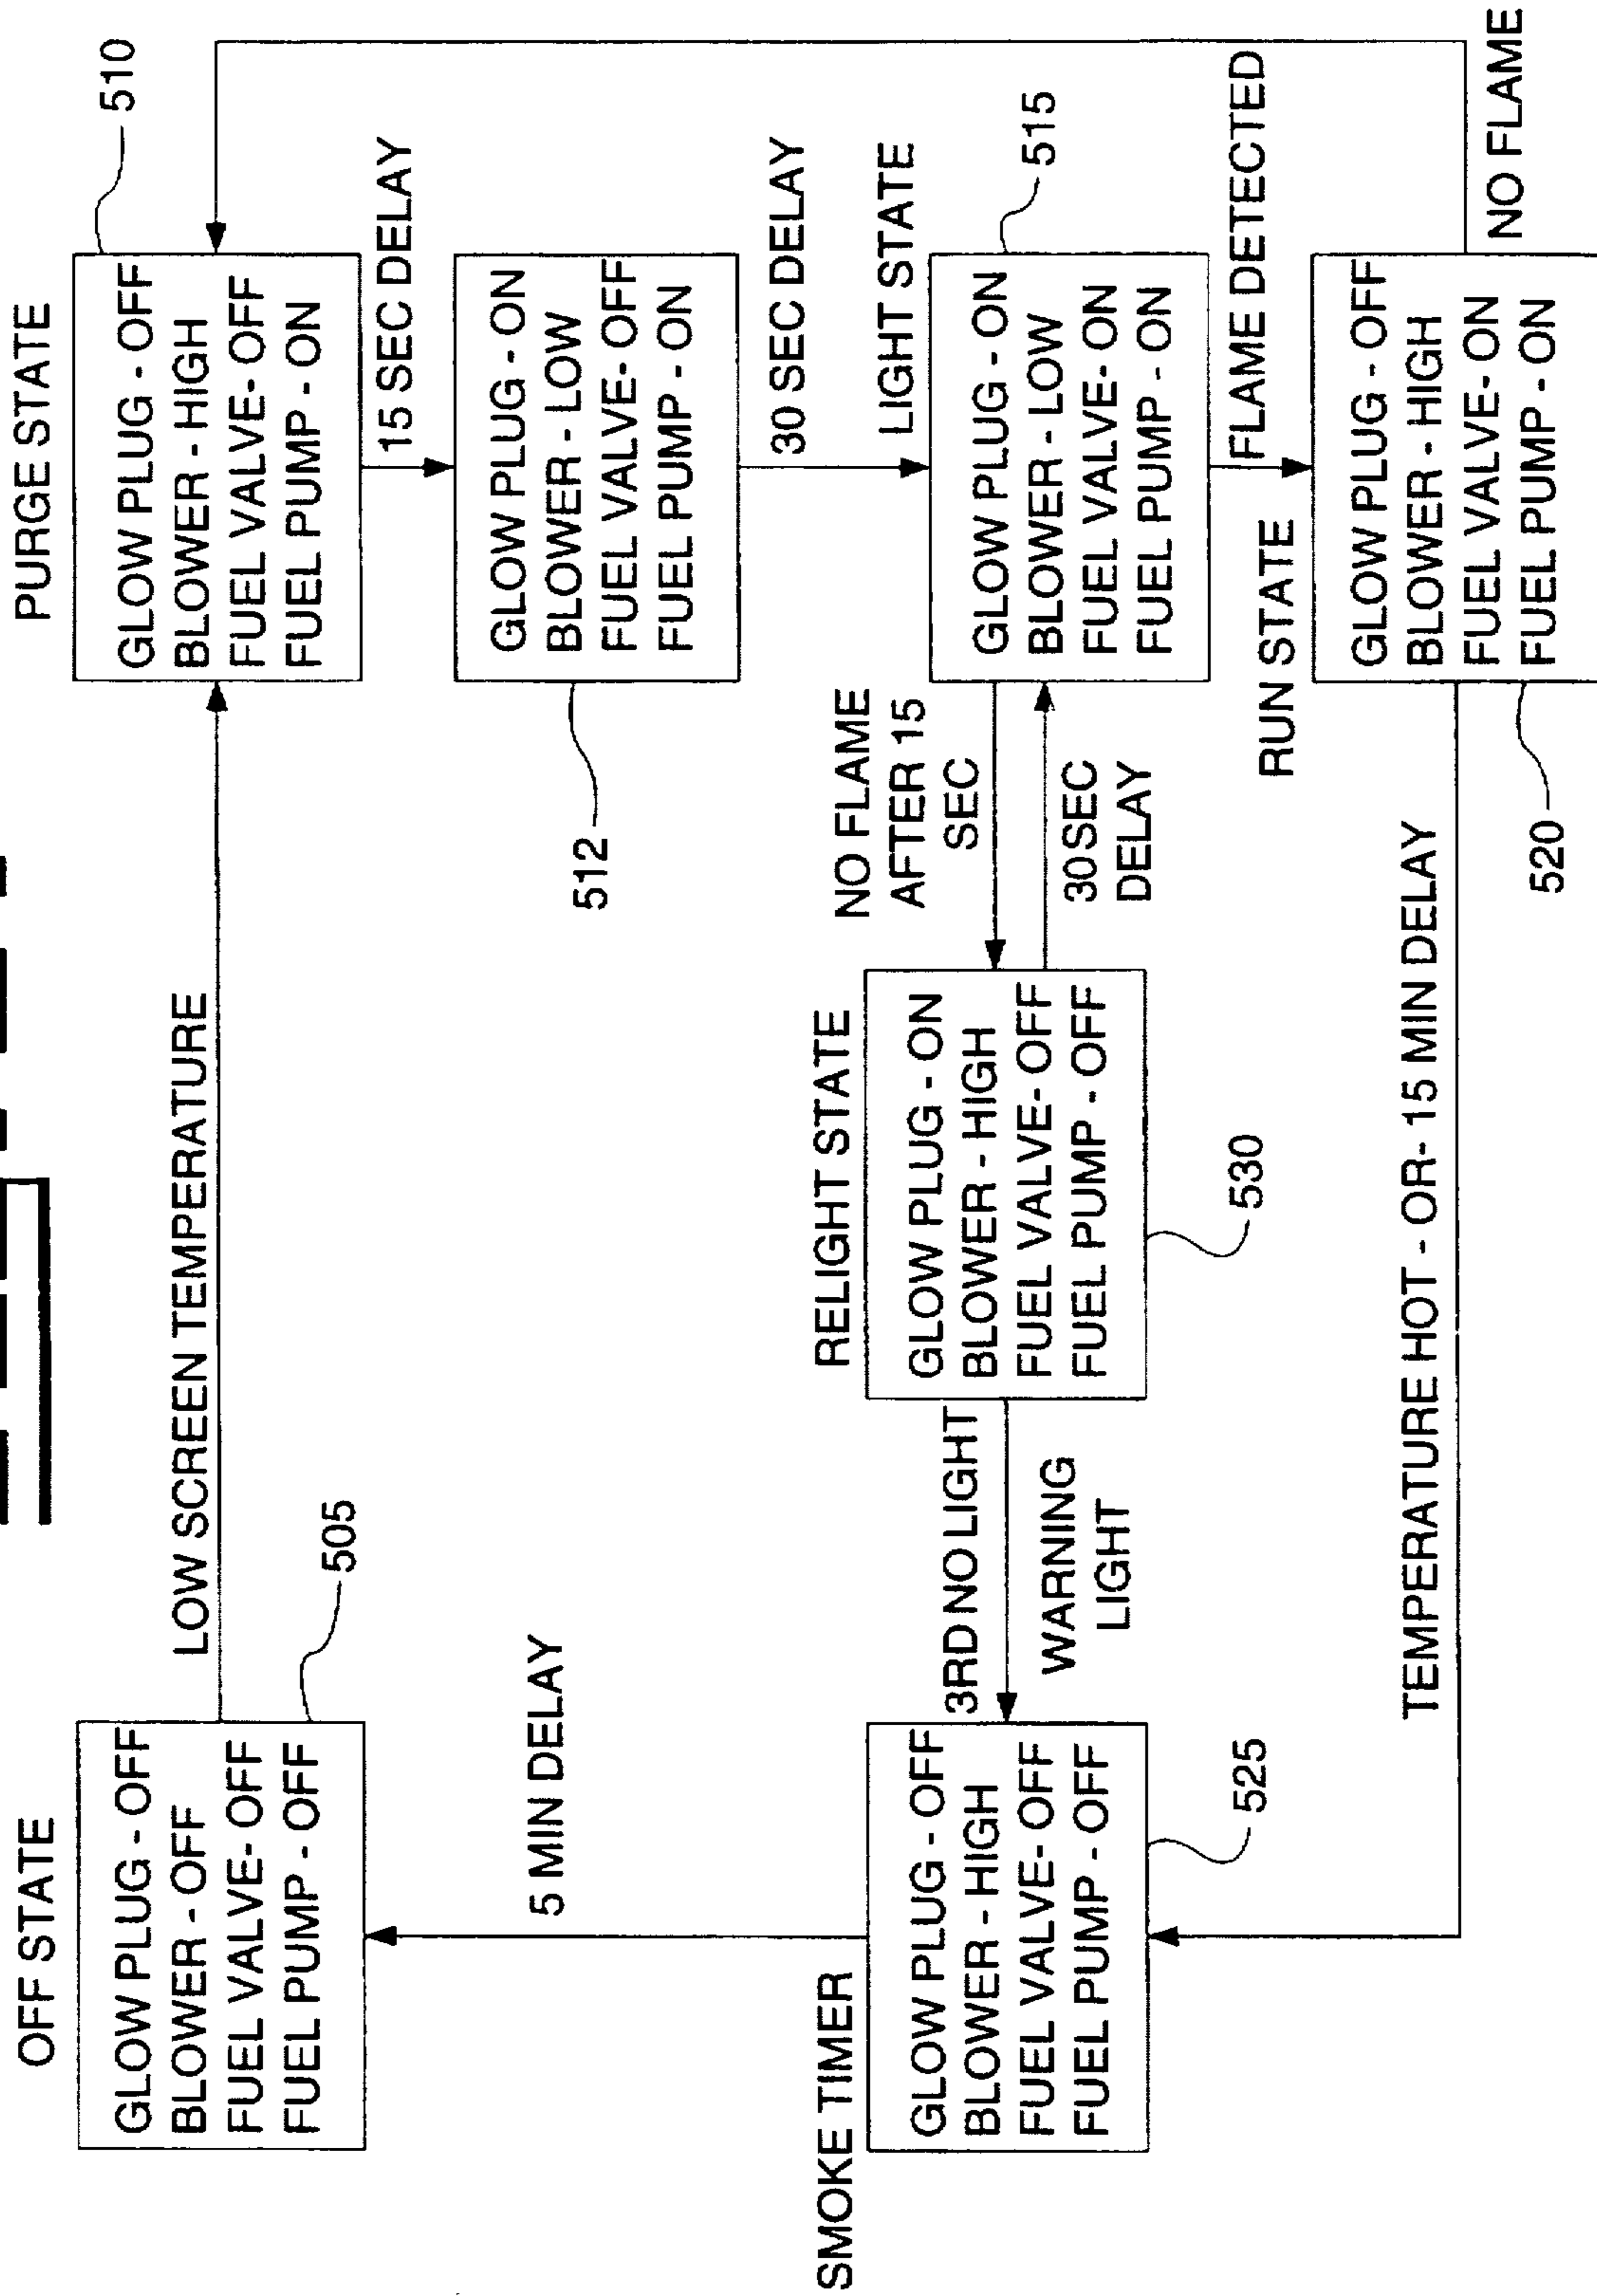 OFF STATE
GLOW PLUG - OFF
BLOWER - OFF
FUEL VALVE- OFF
FUEL PUMP - OFF
505
LOW SCREEN TEMPERATURE
PURGE STATE
GLOW PLUG - OFF
BLOWER - HIGH
FUEL VALVE- OFF
FUEL PUMP - ON
510
15 SEC DELAY
GLOW PLUG - ON
BLOWER - LOW
FUEL VALVE- OFF
FUEL PUMP - ON
512
30 SEC DELAY
LIGHT STATE
GLOW PLUG - ON
BLOWER - LOW
FUEL VALVE- ON
FUEL PUMP - ON
515
NO FLAME
AFTER 15
SEC
30SEC
DELAY
RELIGHT STATE
GLOW PLUG - ON
BLOWER - HIGH
FUEL VALVE- OFF
FUEL PUMP - OFF
530
3RD NO LIGHT
WARNING
LIGHT
5 MIN DELAY
SMOKE TIMER
GLOW PLUG - OFF
BLOWER - HIGH
FUEL VALVE- OFF
FUEL PUMP - OFF
525
FLAME DETECTED
RUN STATE
GLOW PLUG - OFF
BLOWER - HIGH
FUEL VALVE- ON
FUEL PUMP - ON
520
NO FLAME
TEMPERATURE HOT - OR- 15 MIN DELAY